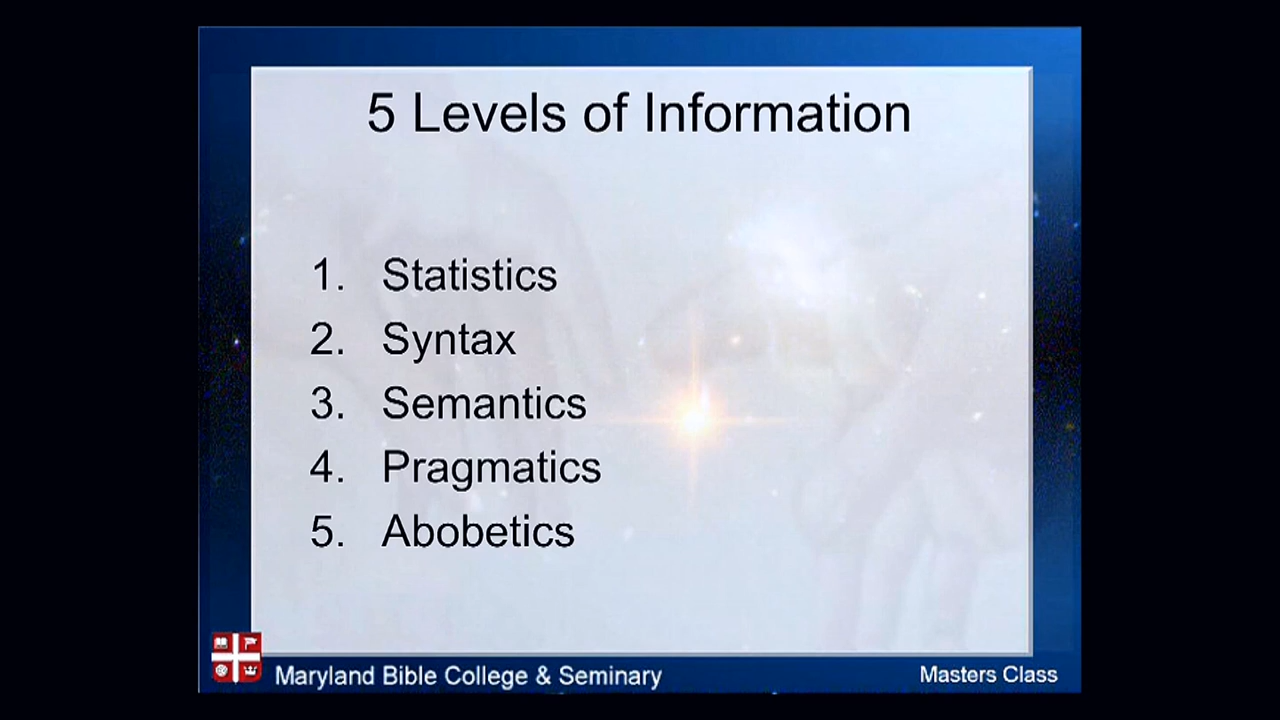 5 Levels of Information
1. Statistics
2. Syntax
3. Semantics
4. Pragmatics
5. Abobetics
Maryland Bible College & Seminary
Masters Class